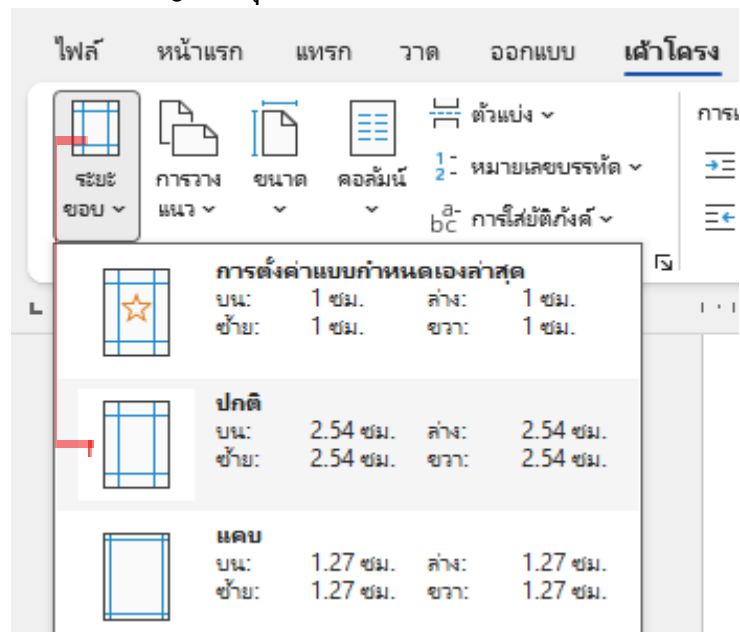 ไฟล์ หน้าแรก แทรก วาด ออกแบบ เค้าโครง
ระยะขอบ
การวางแนว
ขนาด
คอลัมน์
ตัวแบ่ง
หมายเลขบรรทัด
การใส่ยัติภังค์
การตั้งค่าแบบกำหนดเองล่าสุด
บน: 1 ซม. ล่าง: 1 ซม.
ซ้าย: 1 ซม. ขวา: 1 ซม.
ปกติ
บน: 2.54 ซม. ล่าง: 2.54 ซม.
ซ้าย: 2.54 ซม. ขวา: 2.54 ซม.
แคบ
บน: 1.27 ซม. ล่าง: 1.27 ซม.
ซ้าย: 1.27 ซม. ขวา: 1.27 ซม.